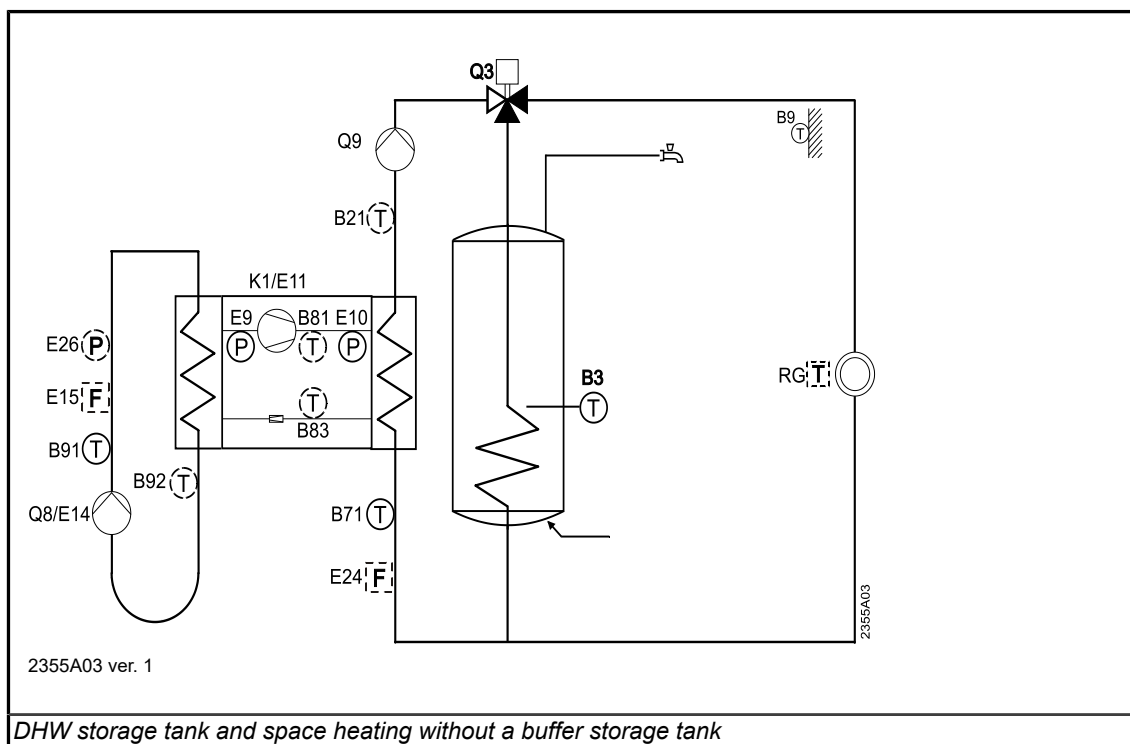 Q3
B9
T
Q9
B21 T
K1/E11
E9 B81 E10
P T P
E26 P
E15 F
T
B83
B91 T
B92 T
Q8/E14
B3
T
RG T
B71 T
E24 F
2355A03
2355A03 ver. 1
DHW storage tank and space heating without a buffer storage tank